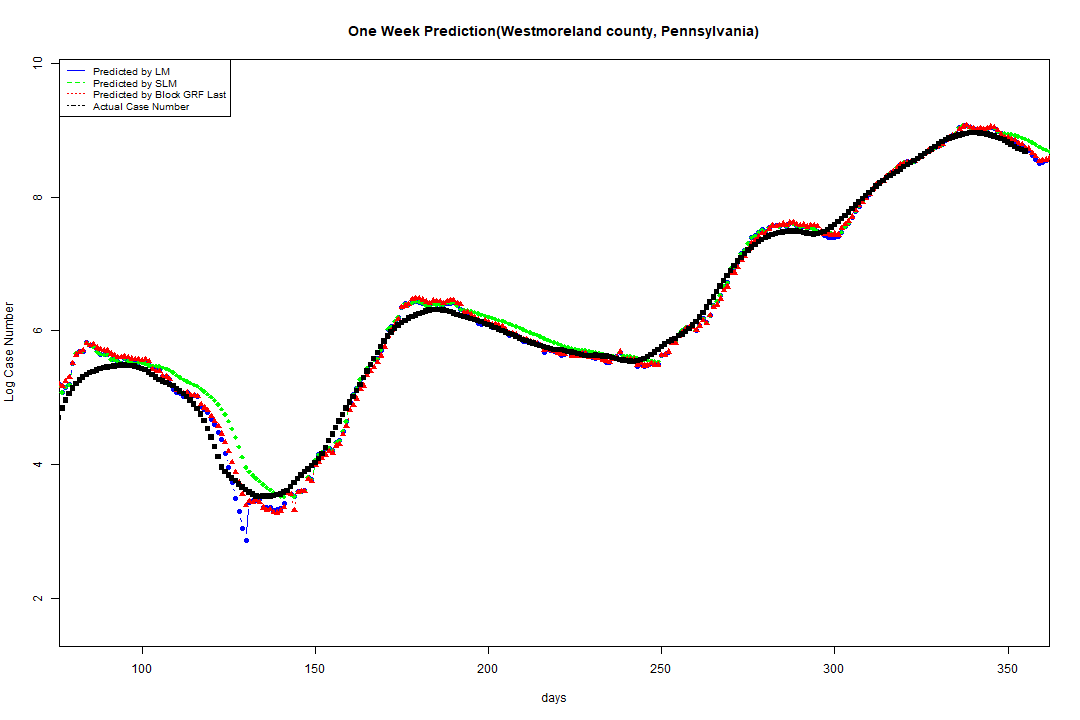 One Week Prediction(Westmoreland county, Pennsylvania)
Predicted by LM
Predicted by SLM
Predicted by Block GRF Last
Actual Case Number
10
8
6
4
2
Log Case Number
100 150 200 250 300 350
days